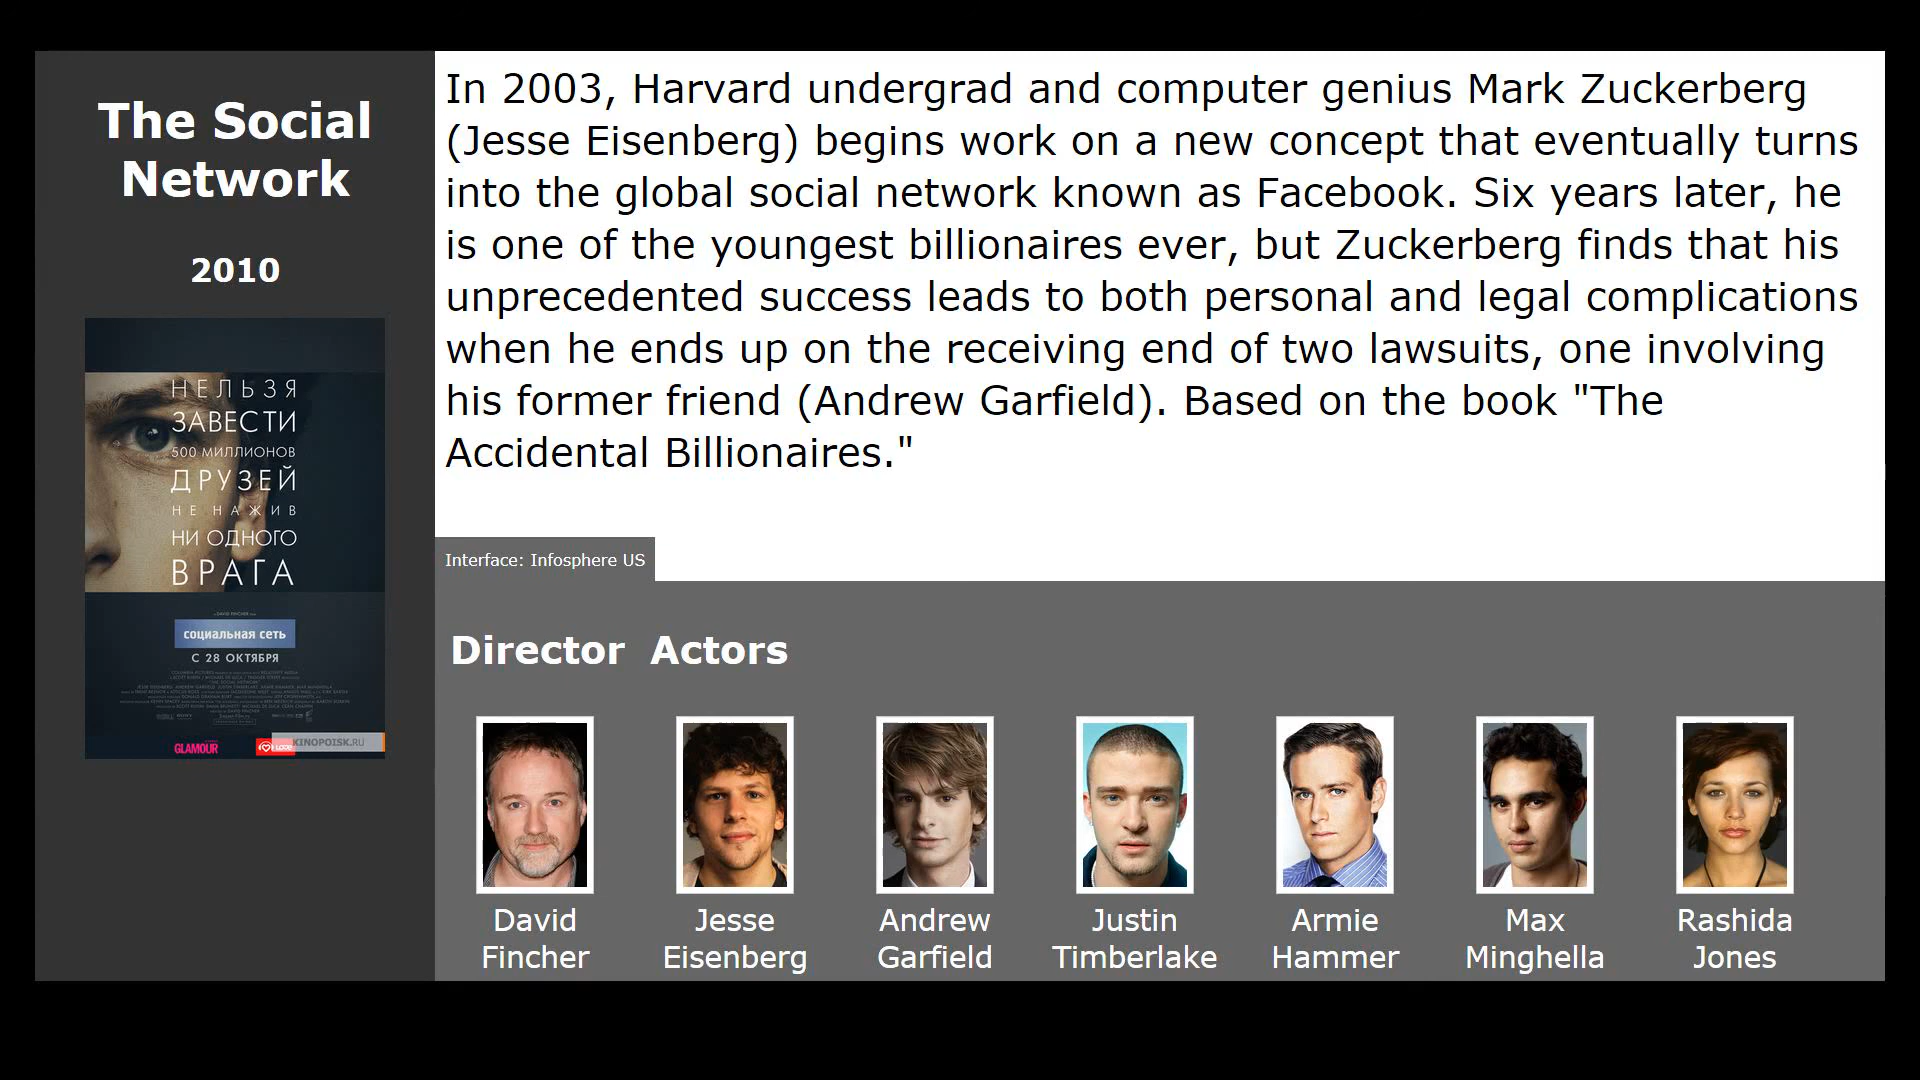 The Social
Network
2010
НЕЛЬЗЯ
ЗАВЕСТИ
500 МИЛЛИОНОВ
ДРУЗЕЙ
НЕ НАЖИВ
НИ ОДНОГО
ВРАГА
социальная сеть
С 28 ОКТЯБРЯ
GLAMOUR
KINOPOISK.RU
In 2003, Harvard undergrad and computer genius Mark Zuckerberg
(Jesse Eisenberg) begins work on a new concept that eventually turns
into the global social network known as Facebook. Six years later, he
is one of the youngest billionaires ever, but Zuckerberg finds that his
unprecedented success leads to both personal and legal complications
when he ends up on the receiving end of two lawsuits, one involving
his former friend (Andrew Garfield). Based on the book "The
Accidental Billionaires."
Interface: Infosphere US
Director Actors
David Jesse Andrew Justin Armie Max Rashida
Fincher Eisenberg Garfield Timberlake Hammer Minghella Jones